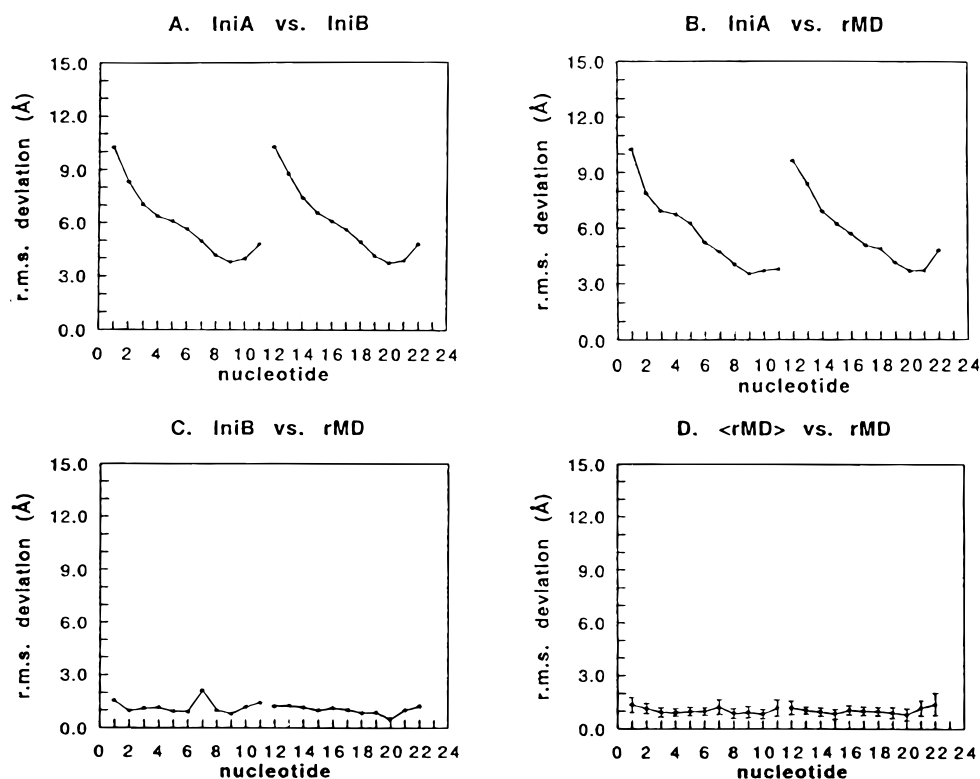 A. IniA vs. IniB
15.0
12.0
9.0
6.0
3.0
0.0
r.m.s. deviation (Å)
0 2 4 6 8 10 12 14 16 18 20 22 24
nucleotide
B. IniA vs. rMD
15.0
12.0
9.0
6.0
3.0
0.0
r.m.s. deviation (Å)
0 2 4 6 8 10 12 14 16 18 20 22 24
nucleotide
C. IniB vs. rMD
15.0
12.0
9.0
6.0
3.0
0.0
r.m.s. deviation (Å)
0 2 4 6 8 10 12 14 16 18 20 22 24
nucleotide
D. <rMD> vs. rMD
15.0
12.0
9.0
6.0
3.0
0.0
r.m.s. deviation (Å)
0 2 4 6 8 10 12 14 16 18 20 22 24
nucleotide